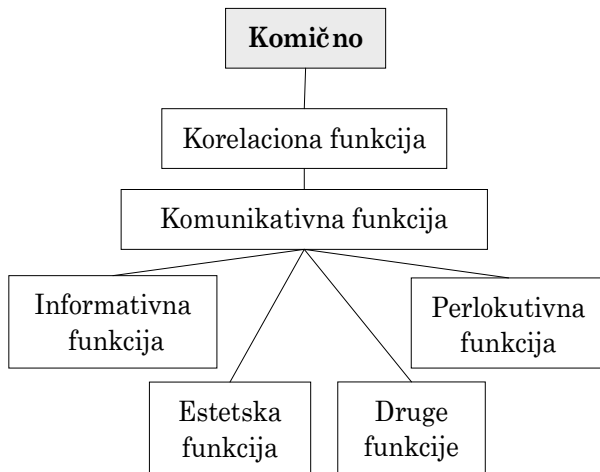 Komično
Korelaciona funkcija
Komunikativna funkcija
Informativna
funkcija
Perlokutivna
funkcija
Estetska
funkcija
Druge
funkcije